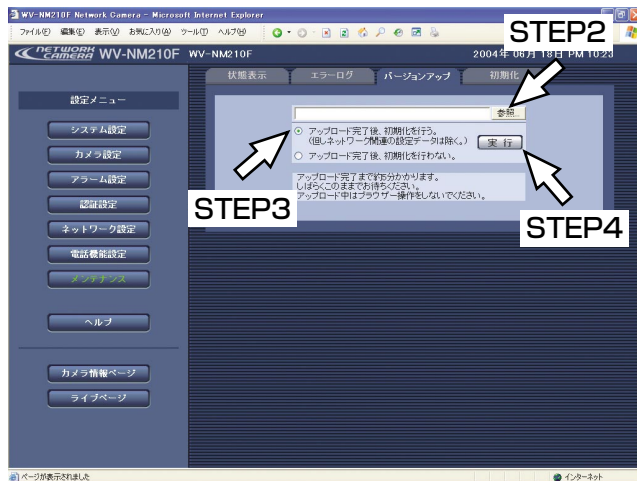 WV-NM210F Network Camera - Microsoft Internet Explorer
ファイル(F) 編集(E) 表示(V) お気に入り(A) ツール(T) ヘルプ(H)
STEP2
NETWORK CAMERA WV-NM210F WV-NM210F 2004年 06月 18日 PM 10:23
状態表示 エラーログ バージョンアップ 初期化
設定メニュー
参照...
システム設定
アップロード完了後、初期化を行う。
(但しネットワーク関連の設定データは除く。)
実 行
カメラ設定
アップロード完了後、初期化を行わない。
アラーム設定
アップロード完了まで約5分かかります。
しばらくこのままでお待ちください。
アップロード中はブラウザー操作をしないでください。
認証設定
STEP3
STEP4
ネットワーク設定
電話機能設定
メンテナンス
ヘルプ
カメラ情報ページ
ライブページ
ページが表示されました インターネット